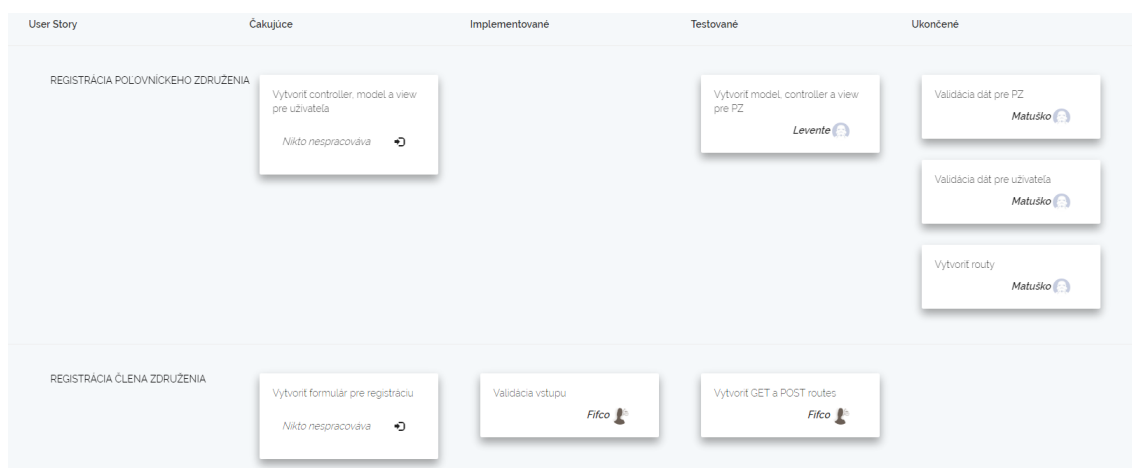 User Story
Čakujúce
Implementované
Testované
Ukončené
REGISTRÁCIA POĽOVNÍCKEHO ZDRUŽENIA
Vytvoriť controller, model a view
pre užívateľa
Nikto nespracováva
Vytvoriť model, controller a view
pre PZ
Levente
Validácia dát pre PZ
Matuško
Validácia dát pre užívateľa
Matuško
Vytvoriť routy
Matuško
REGISTRÁCIA ČLENA ZDRUŽENIA
Vytvoriť formulár pre registráciu
Nikto nespracováva
Validácia vstupu
Fifco
Vytvoriť GET a POST routes
Fifco